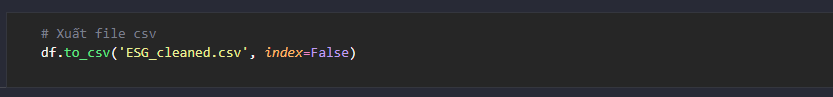 # Xuất file csv
df.to_csv('ESG_cleaned.csv', index=False)